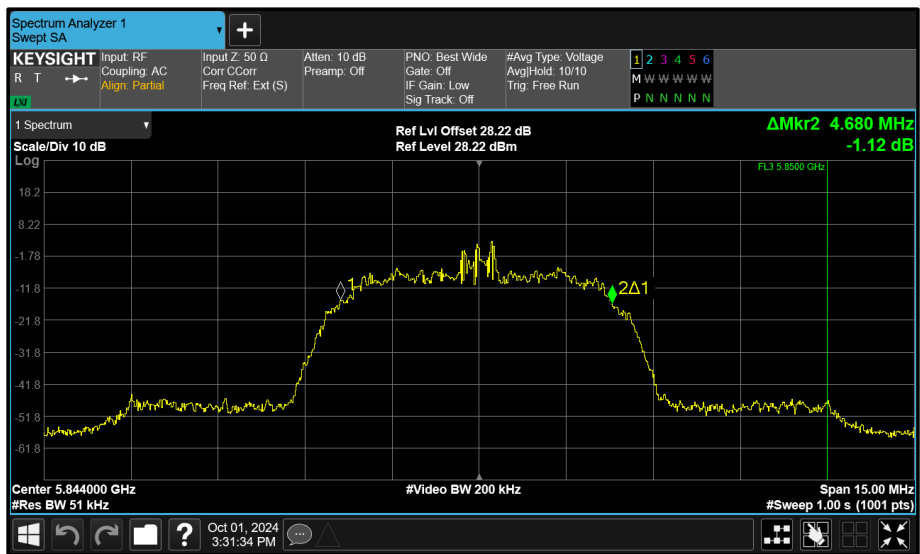 Spectrum Analyzer 1
Swept SA
+
KEYSIGHT
R T
LXI
Input: RF
Coupling: AC
Align: Partial
Input Z: 50 Ω
Corr CCorr
Freq Ref: Ext (S)
Atten: 10 dB
Preamp: Off
PNO: Best Wide
Gate: Off
IF Gain: Low
Sig Track: Off
#Avg Type: Voltage
Avg|Hold: 10/10
Trig: Free Run
1 2 3 4 5 6
M W W W W W
P N N N N N
1 Spectrum
Scale/Div 10 dB
Ref Lvl Offset 28.22 dB
Ref Level 28.22 dBm
ΔMkr2 4.680 MHz
-1.12 dB
Log
FL3 5.8500 GHz
18.2
8.22
-1.78
-11.8
-21.8
-31.8
-41.8
-51.8
-61.8
1
2Δ1
Center 5.844000 GHz
#Res BW 51 kHz
#Video BW 200 kHz
Span 15.00 MHz
#Sweep 1.00 s (1001 pts)
?
Oct 01, 2024
3:31:34 PM